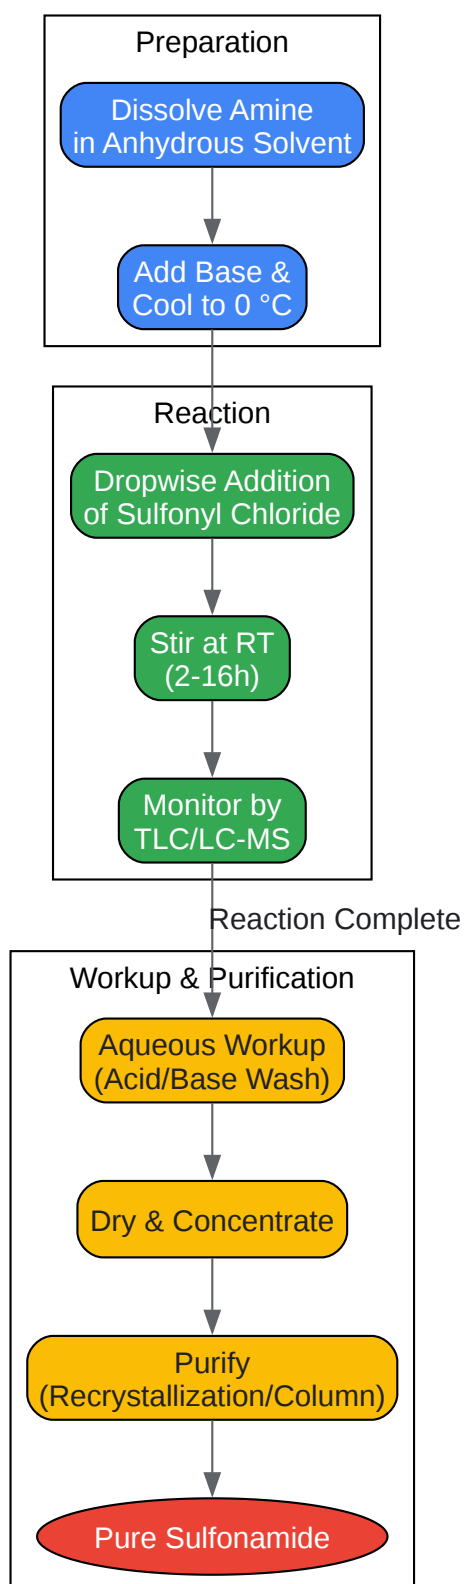 Preparation
Dissolve Amine
in Anhydrous Solvent
Add Base &
Cool to 0 °C
Reaction
Dropwise Addition
of Sulfonyl Chloride
Stir at RT
(2-16h)
Monitor by
TLC/LC-MS
Reaction Complete
Workup & Purification
Aqueous Workup
(Acid/Base Wash)
Dry & Concentrate
Purify
(Recrystallization/Column)
Pure Sulfonamide